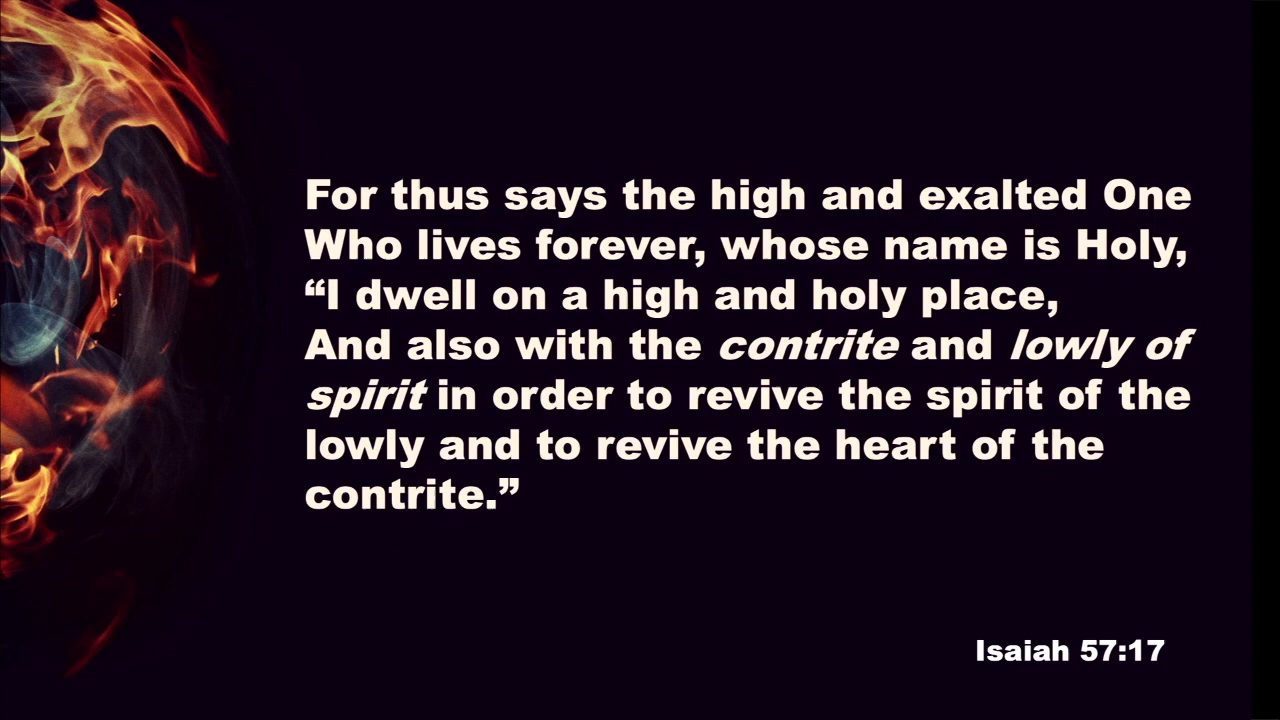 For thus says the high and exalted One
Who lives forever, whose name is Holy,
“I dwell on a high and holy place,
And also with the contrite and lowly of
spirit in order to revive the spirit of the
lowly and to revive the heart of the
contrite.”
Isaiah 57:17